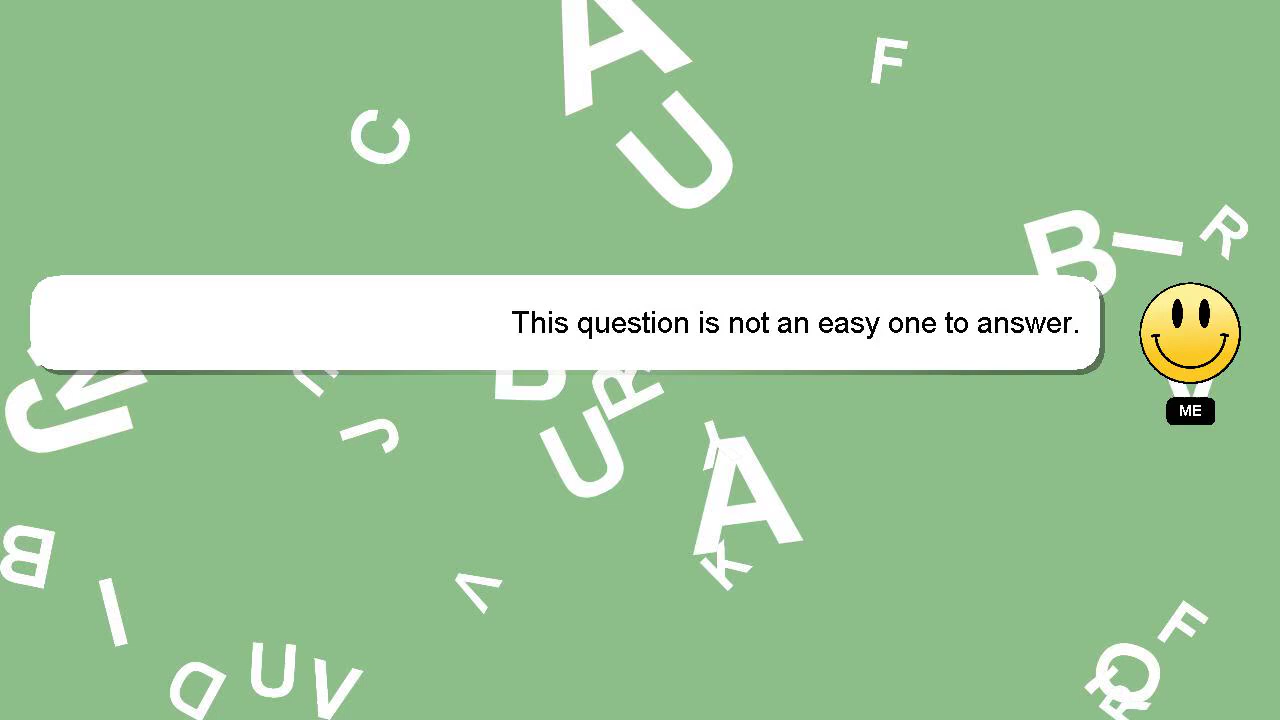 A
F
C
U
B
I
R
This question is not an easy one to answer.
ME
R
J
J
U
A
K
B
I
V
F
Q
D
U
V